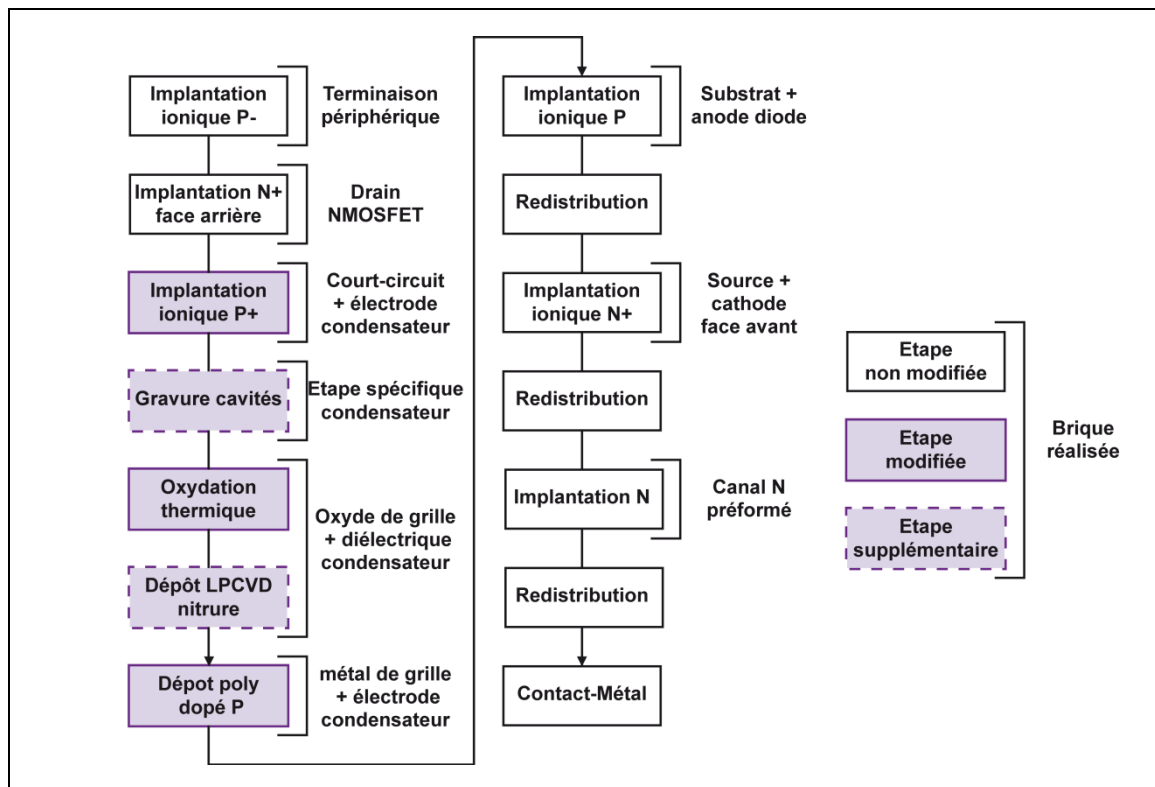 Implantation
ionique P-
Terminaison
périphérique
Implantation N+
face arrière
Drain
NMOSFET
Implantation
ionique P+
Court-circuit
+ électrode
condensateur
Gravure cavités
Etape spécifique
condensateur
Oxydation
thermique
Dépôt LPCVD
nitrure
Oxyde de grille
+ diélectrique
condensateur
Dépot poly
dopé P
métal de grille
+ électrode
condensateur
Implantation
ionique P
Substrat +
anode diode
Redistribution
Implantation
ionique N+
Source +
cathode
face avant
Redistribution
Implantation N
Canal N
préformé
Redistribution
Contact-Métal
Etape
non modifiée
Etape
modifiée
Etape
supplémentaire
Brique
réalisée